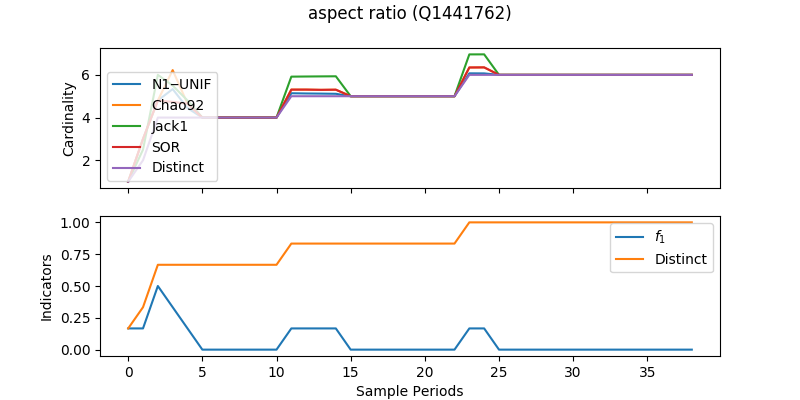 aspect ratio (Q1441762)
Cardinality
6
4
2
N1−UNIF
Chao92
Jack1
SOR
Distinct
Indicators
1.00
0.75
0.50
0.25
0.00
f1
Distinct
0 5 10 15 20 25 30 35
Sample Periods